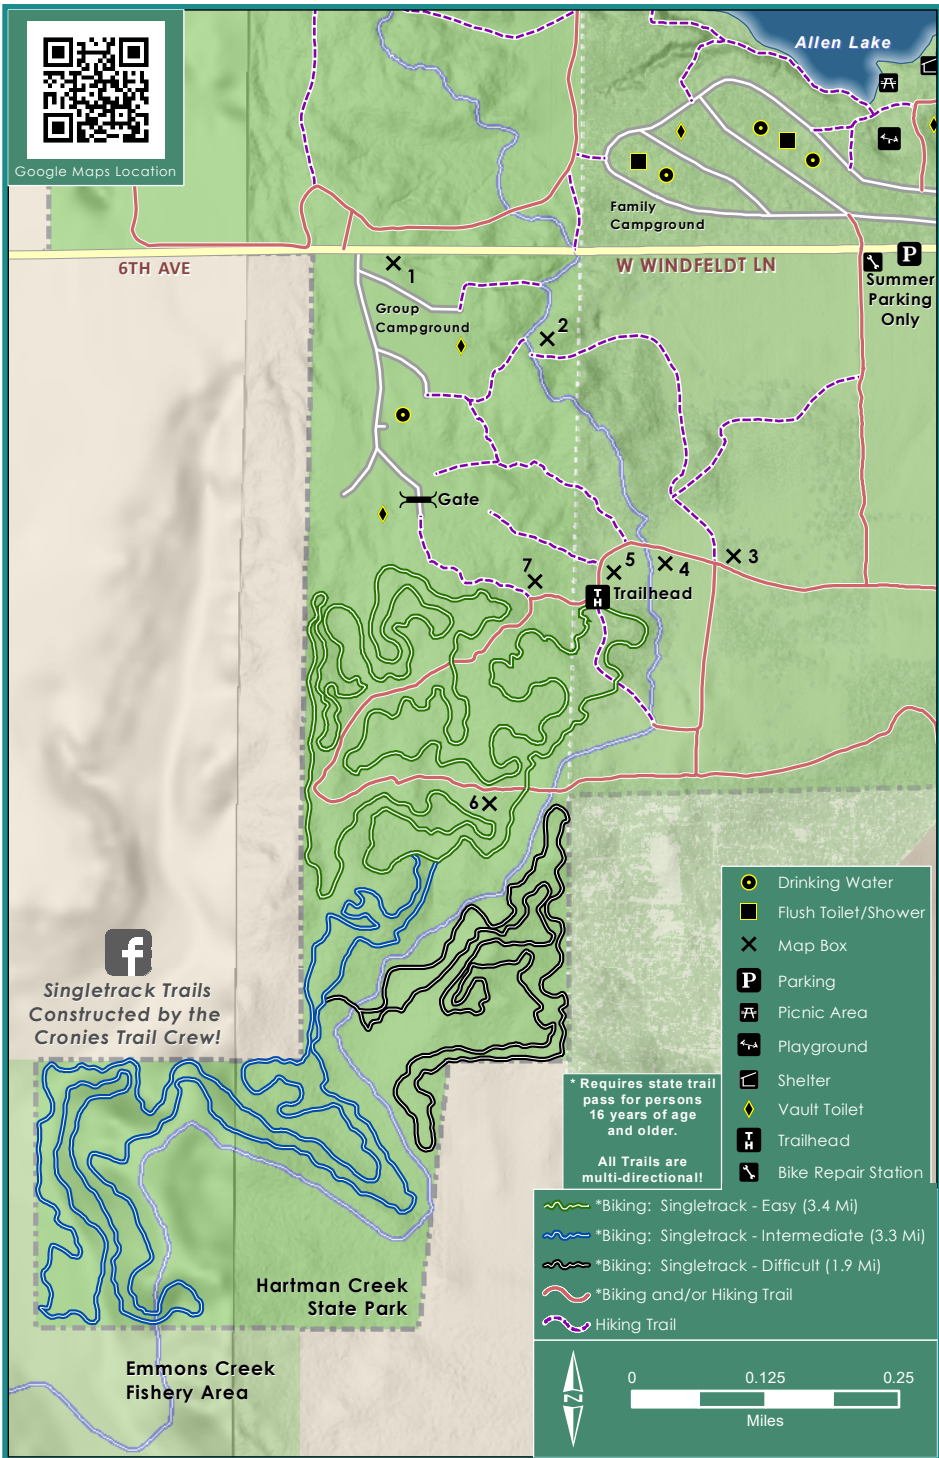 Google Maps Location
Allen Lake
Family
Campground
6TH AVE
W WINDFELDT LN
P
Summer
Parking
Only
1
Group
Campground
2
Gate
3
4
5
7
TH
Trailhead
6
f
Singletrack Trails
Constructed by the
Cronies Trail Crew!
Drinking Water
Flush Toilet/Shower
Map Box
P
Parking
Picnic Area
Playground
Shelter
Vault Toilet
TH
Trailhead
Bike Repair Station
* Requires state trail
pass for persons
16 years of age
and older.
All Trails are
multi-directional!
*Biking: Singletrack - Easy (3.4 Mi)
*Biking: Singletrack - Intermediate (3.3 Mi)
*Biking: Singletrack - Difficult (1.9 Mi)
*Biking and/or Hiking Trail
Hiking Trail
Hartman Creek
State Park
Emmons Creek
Fishery Area
N
0 0.125 0.25
Miles